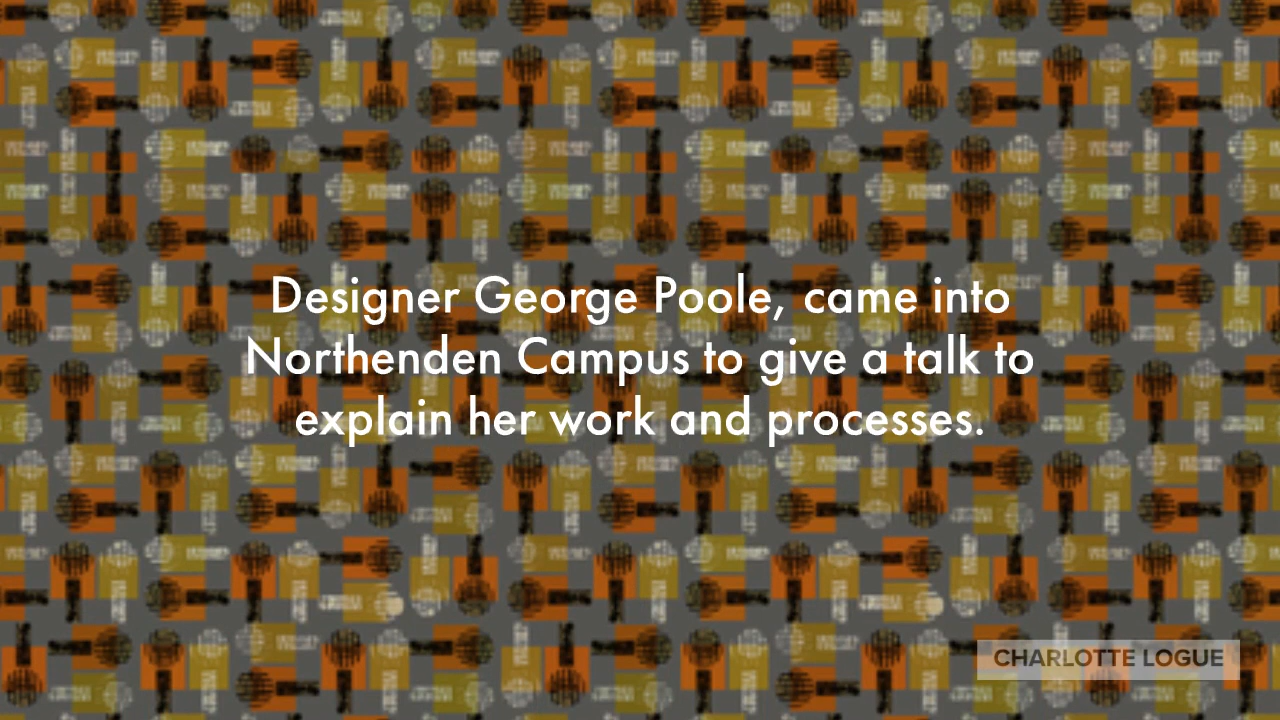 Designer George Poole, came into
Northenden Campus to give a talk to
explain her work and processes.
CHARLOTTE LOGUE